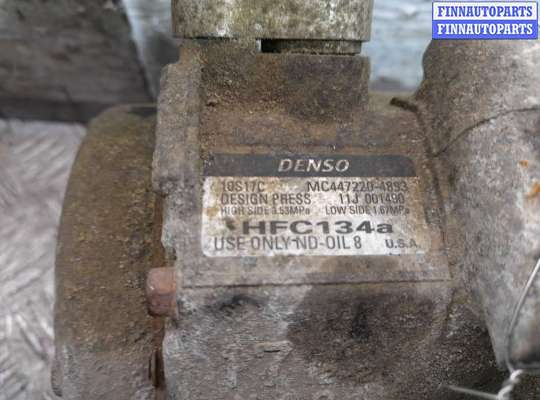 FINNAUTOPARTS
FINNAUTOPARTS
DENSO
10S17C MC447220-4893
DESIGN PRESS 11J 001490
HIGH SIDE 3.53MPa LOW SIDE 1.67MPa
HFC134a
USE ONLY ND-OIL 8 U.S.A.